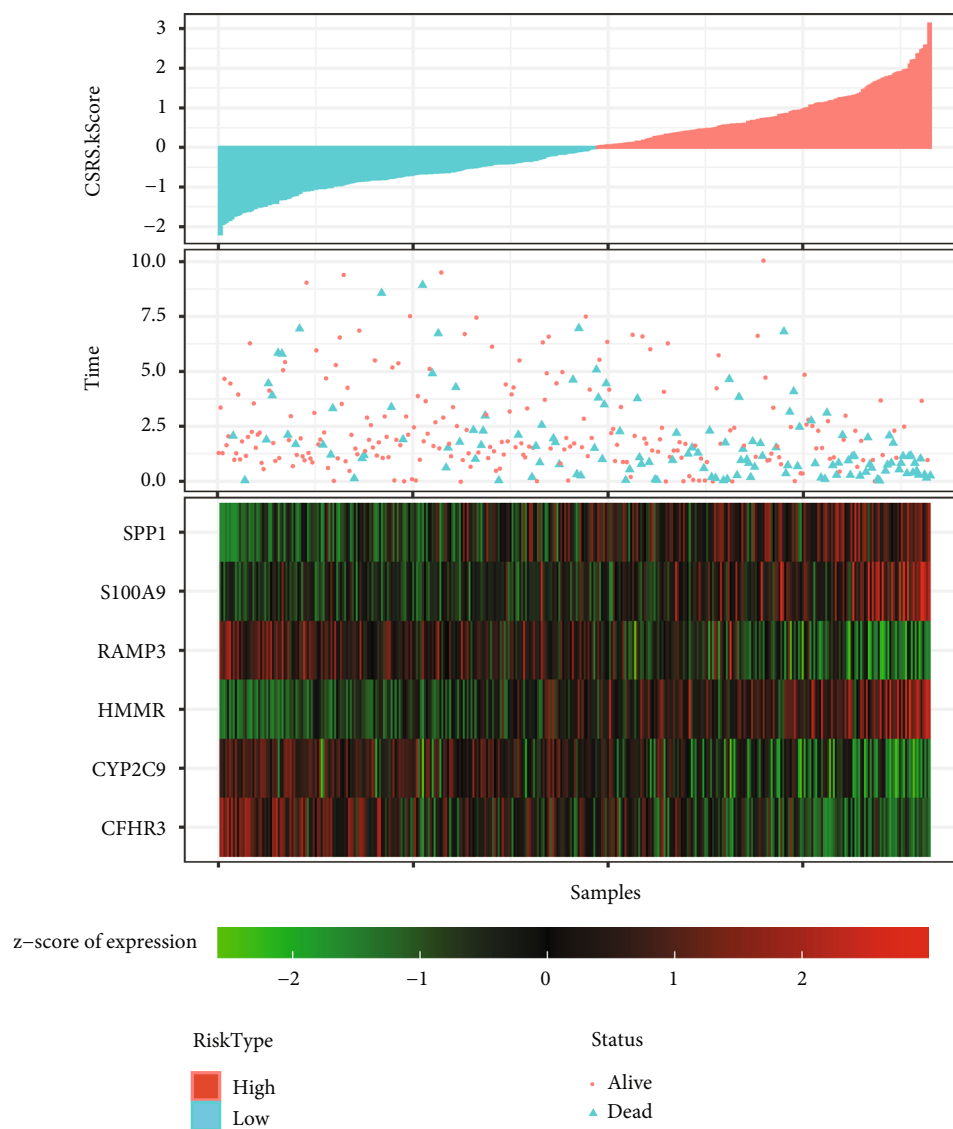 3
2
1
0
−1
−2
CSRS.kScore
10.0
7.5
5.0
2.5
0.0
Time
SPP1
S100A9
RAMP3
HMMR
CYP2C9
CFHR3
Samples
z−score of expression
−2 −1 0 1 2
RiskType
High
Low
Status
Alive
Dead